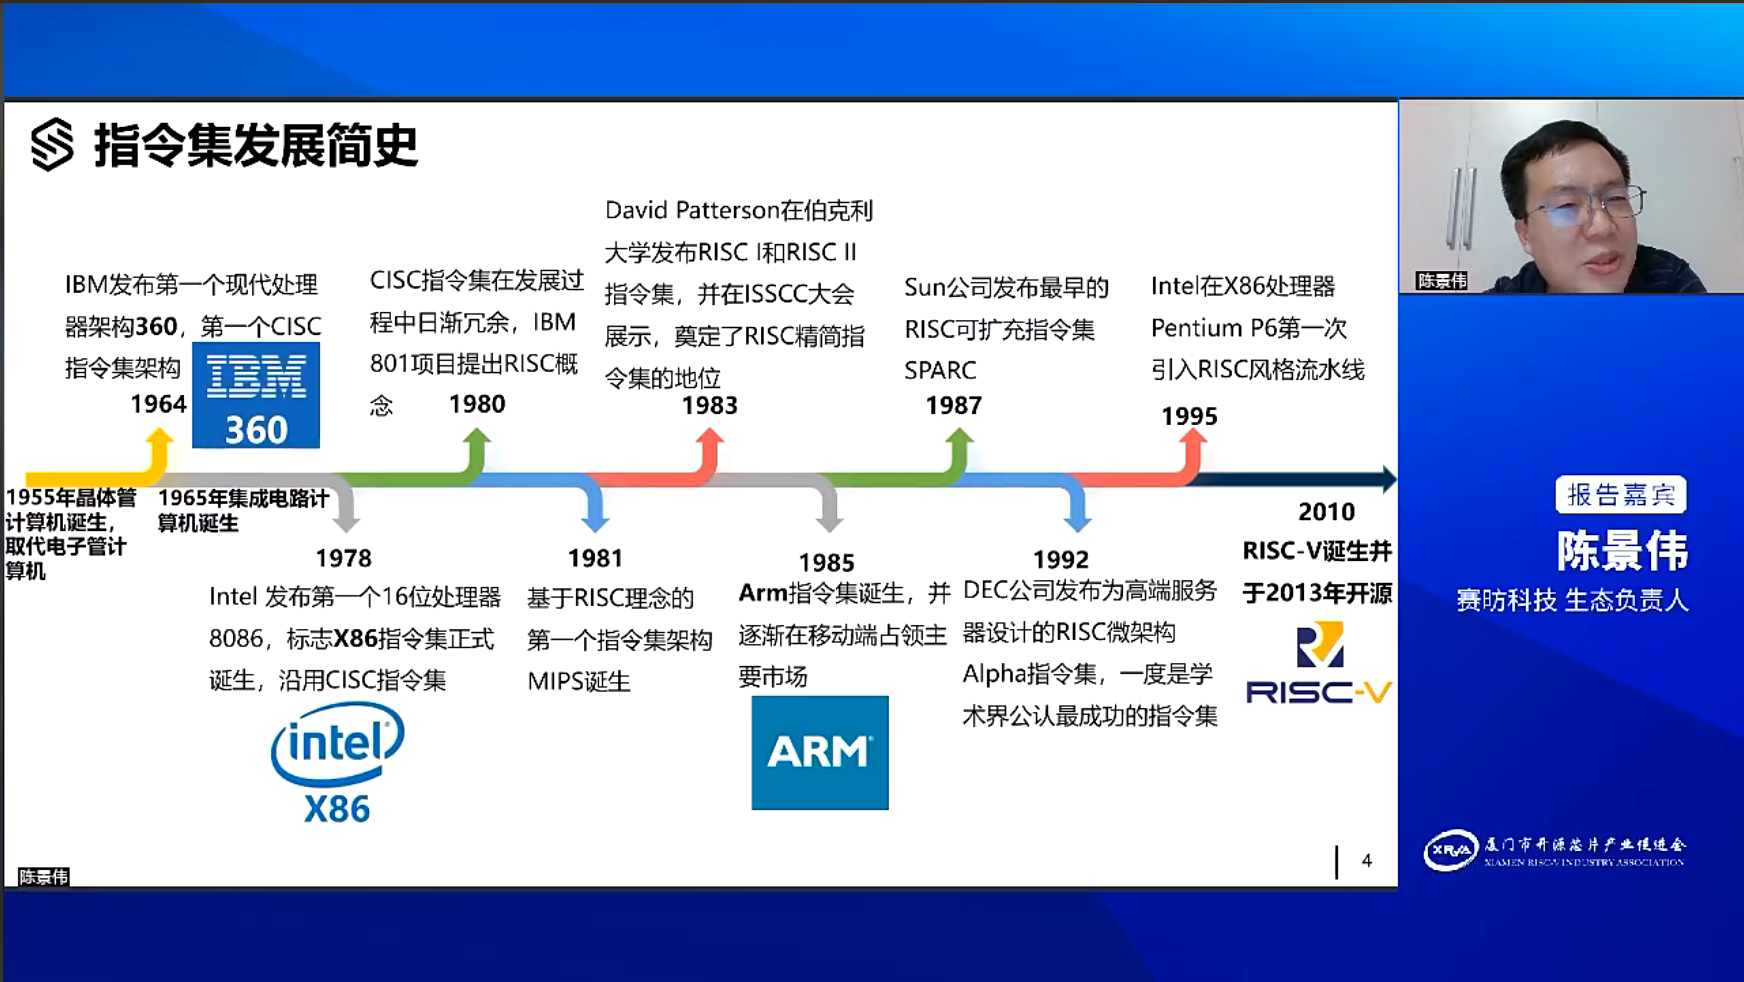 指令集发展简史
IBM发布第一个现代处理
器架构360，第一个CISC
指令集架构
1964
IBM
360
CISC指令集在发展过
程中日渐冗余，IBM
801项目提出RISC概
念
1980
David Patterson在伯克利
大学发布RISC I和RISC II
指令集，并在ISSCC大会
展示，奠定了RISC精简指
令集的地位
1983
Sun公司发布最早的
RISC可扩充指令集
SPARC
1987
Intel在X86处理器
Pentium P6第一次
引入RISC风格流水线
1995
1955年晶体管
计算机诞生，
取代电子管计
算机
1965年集成电路计
算机诞生
1978
Intel 发布第一个16位处理器
8086，标志X86指令集正式
诞生，沿用CISC指令集
intel
X86
1981
基于RISC理念的
第一个指令集架构
MIPS诞生
1985
Arm指令集诞生，并
逐渐在移动端占领主
要市场
ARM
1992
DEC公司发布为高端服务
器设计的RISC微架构
Alpha指令集，一度是学
术界公认最成功的指令集
2010
RISC-V诞生并
于2013年开源
RISC-V
4
陈景伟
陈景伟
报告嘉宾
陈景伟
赛昉科技 生态负责人
XRVA
厦门市开源芯片产业促进会
XIAMEN RISC-V INDUSTRY ASSOCIATION